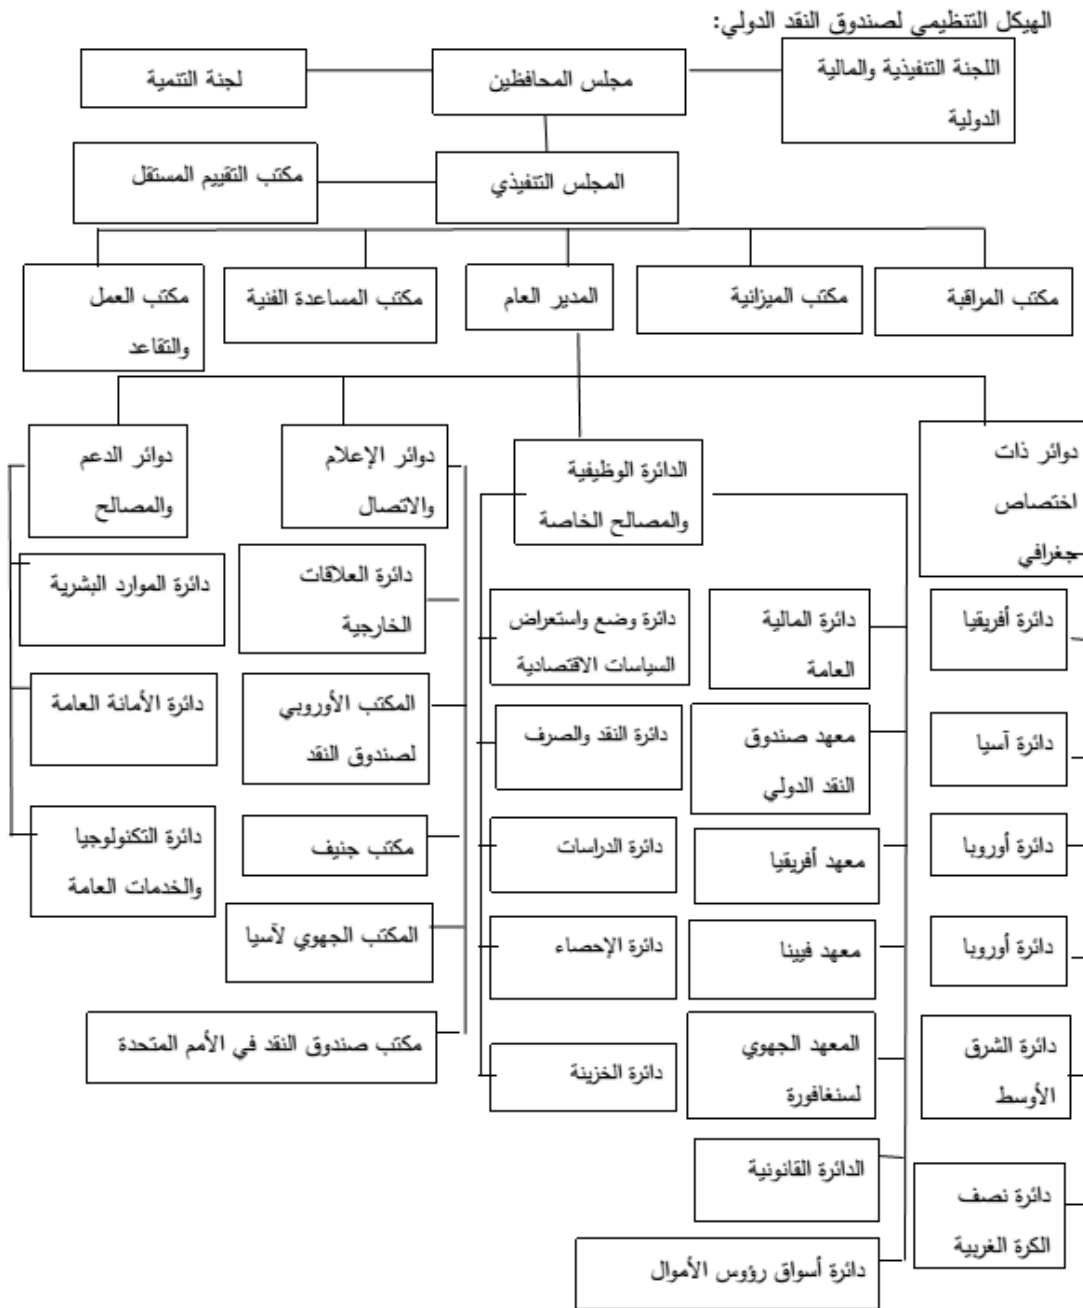 الهيكل التنظيمي لصندوق النقد الدولي:
اللجنة التنفيذية والمالية
الدولية
مجلس المحافظين
لجنة التنمية
المجلس التنفيذي
مكتب التقييم المستقل
مكتب المراقبة
مكتب الميزانية
المدير العام
مكتب المساعدة الفنية
مكتب العمل
والتقاعد
دوائر ذات
اختصاص
جغرافي
دائرة أفريقيا
دائرة آسيا
دائرة أوروبا
دائرة أوروبا
دائرة الشرق
الأوسط
دائرة نصف
الكرة الغربية
الدائرة الوظيفية
والمصالح الخاصة
دائرة المالية
العامة
معهد صندوق
النقد الدولي
معهد أفريقيا
معهد فيينا
المعهد الجهوي
لسنغافورة
الدائرة القانونية
دائرة أسواق رؤوس الأموال
دائرة وضع واستعراض
السياسات الاقتصادية
دائرة النقد والصرف
دائرة الدراسات
دائرة الإحصاء
دائرة الخزينة
دوائر الإعلام
والاتصال
دائرة العلاقات
الخارجية
المكتب الأوروبي
لصندوق النقد
مكتب جنيف
المكتب الجهوي لآسيا
مكتب صندوق النقد في الأمم المتحدة
دوائر الدعم
والمصالح
دائرة الموارد البشرية
دائرة الأمانة العامة
دائرة التكنولوجيا
والخدمات العامة